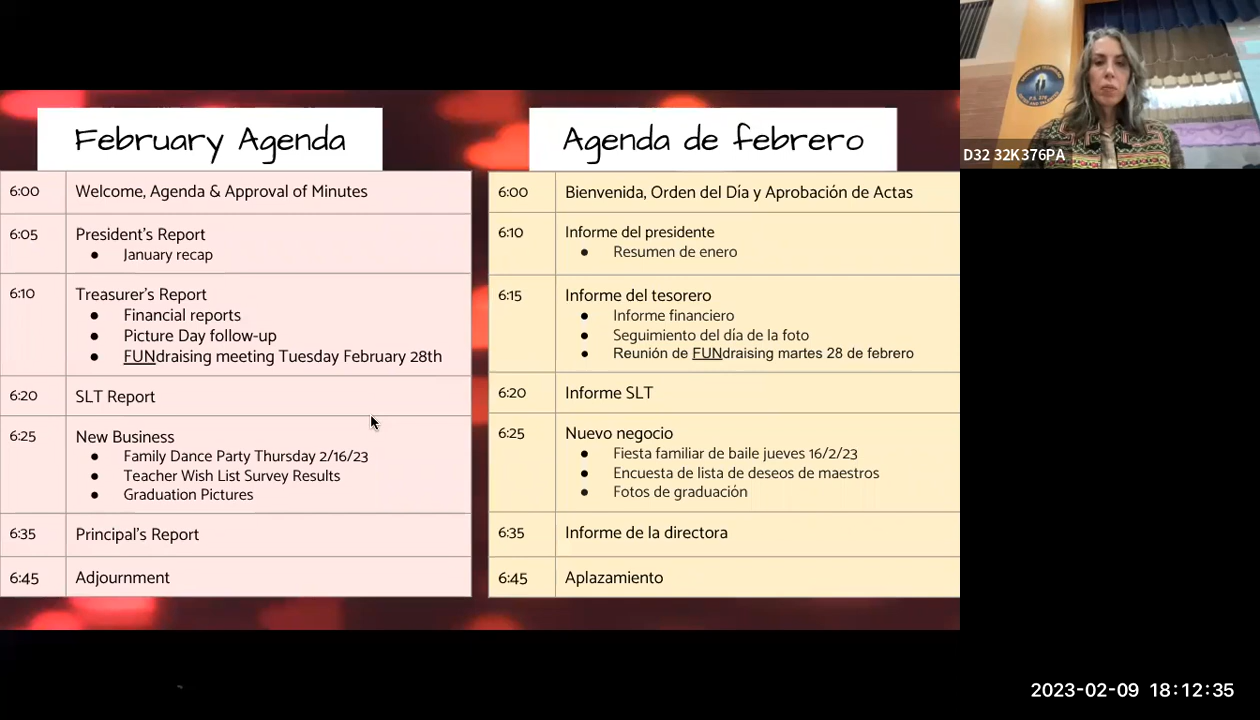 February Agenda
6:00 Welcome, Agenda & Approval of Minutes
6:05 President's Report
● January recap
6:10 Treasurer's Report
● Financial reports
● Picture Day follow-up
● FUNdraising meeting Tuesday February 28th
6:20 SLT Report
6:25 New Business
● Family Dance Party Thursday 2/16/23
● Teacher Wish List Survey Results
● Graduation Pictures
6:35 Principal's Report
6:45 Adjournment
Agenda de febrero
6:00 Bienvenida, Orden del Día y Aprobación de Actas
6:10 Informe del presidente
● Resumen de enero
6:15 Informe del tesorero
● Informe financiero
● Seguimiento del día de la foto
● Reunión de FUNdraising martes 28 de febrero
6:20 Informe SLT
6:25 Nuevo negocio
● Fiesta familiar de baile jueves 16/2/23
● Encuesta de lista de deseos de maestros
● Fotos de graduación
6:35 Informe de la directora
6:45 Aplazamiento
D32 32K376PA
2023-02-09 18:12:35